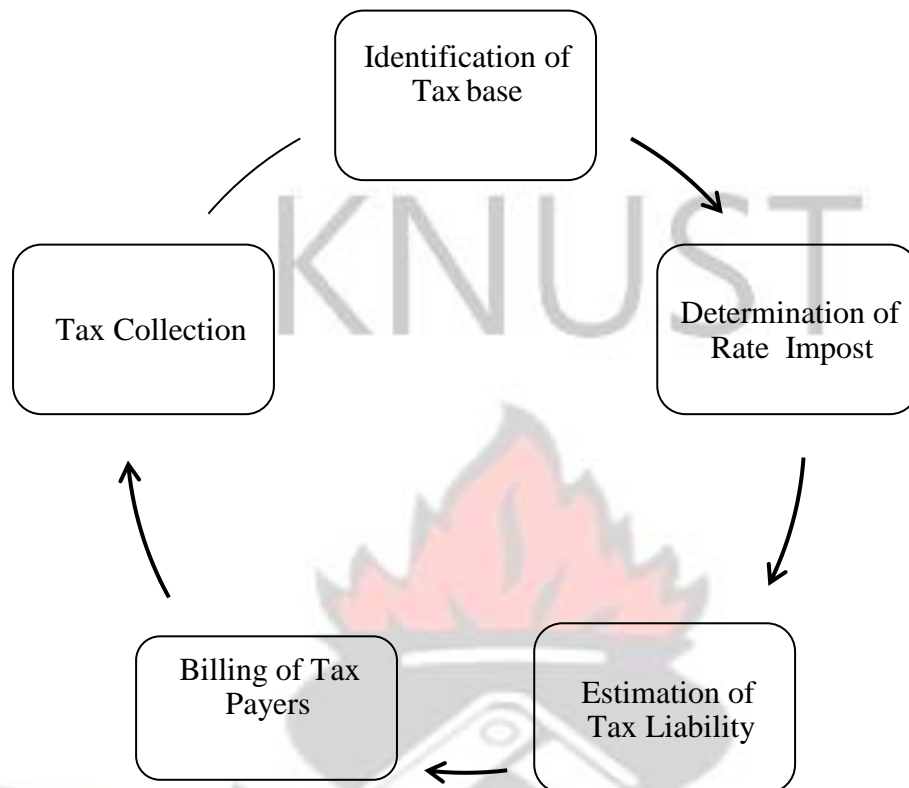 Identification of
Tax base
KNUST
Tax Collection
Determination of
Rate Impost
Billing of Tax
Payers
Estimation of
Tax Liability